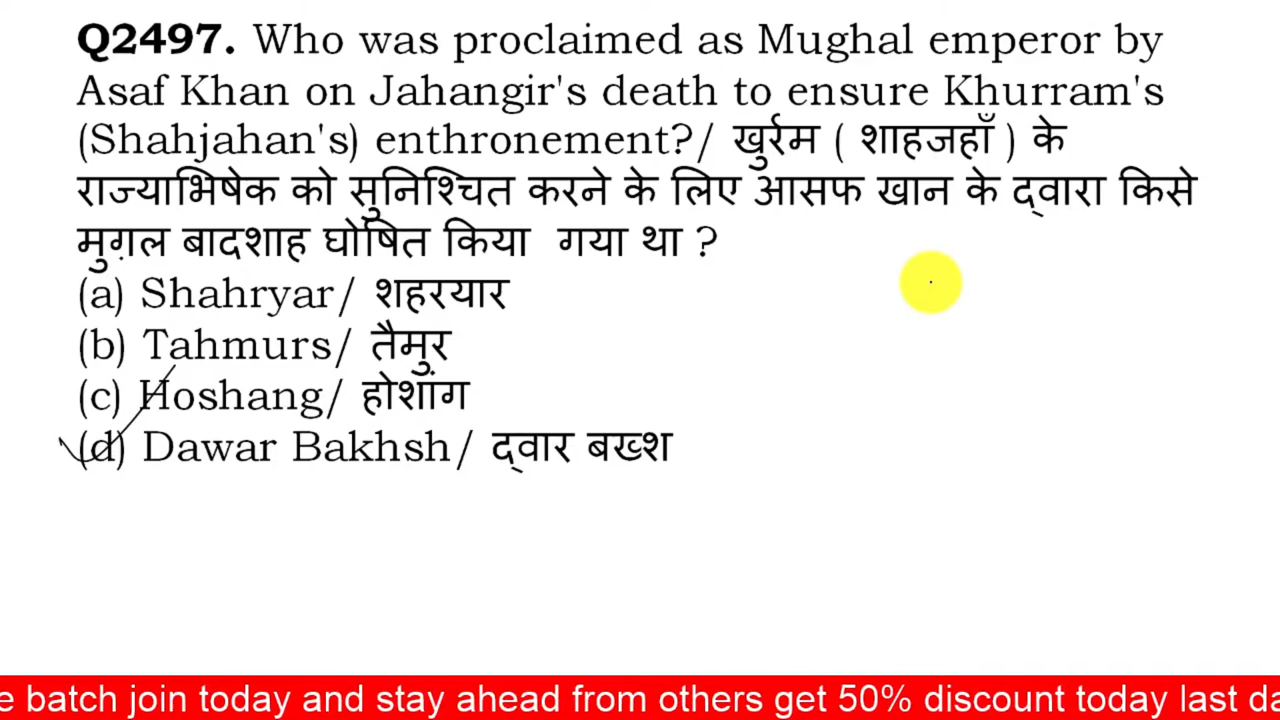 Q2497. Who was proclaimed as Mughal emperor by
Asaf Khan on Jahangir's death to ensure Khurram's
(Shahjahan's) enthronement?/ खुर्रम ( शाहजहाँ ) के
राज्याभिषेक को सुनिश्चित करने के लिए आसफ खान के द्वारा किसे
मुग़ल बादशाह घोषित किया गया था ?
(a) Shahryar/ शहरयार
(b) Tahmurs/ तैमुर
(c) Hoshang/ होशांग
(d) Dawar Bakhsh/ द्वार बख्श
e batch join today and stay ahead from others get 50% discount today last da